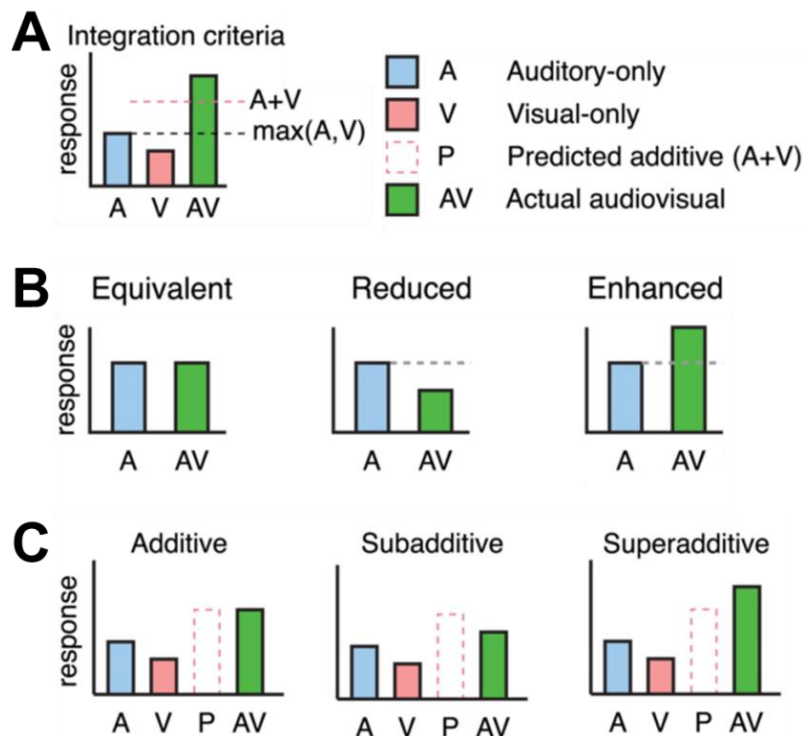 A
Integration criteria
response
A+V
max(A,V)
A V AV
A Auditory-only
V Visual-only
P Predicted additive (A+V)
AV Actual audiovisual
B
Equivalent Reduced Enhanced
response
A AV A AV A AV
C
Additive Subadditive Superadditive
response
A V P AV A V P AV A V P AV